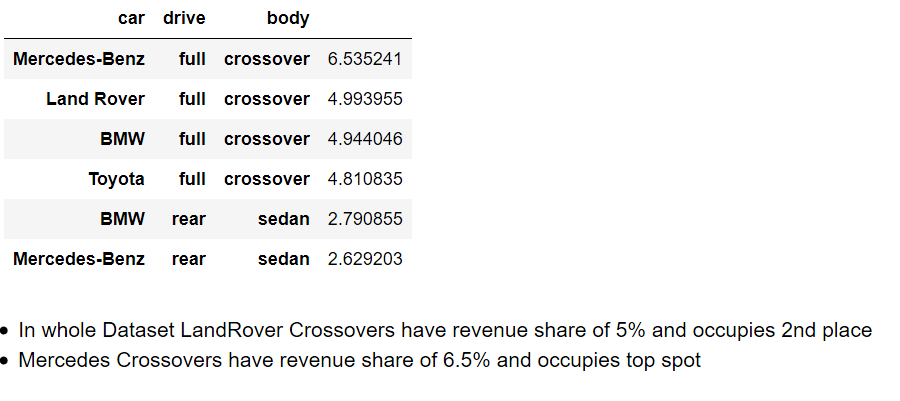 car drive body
Mercedes-Benz full crossover 6.535241
Land Rover full crossover 4.993955
BMW full crossover 4.944046
Toyota full crossover 4.810835
BMW rear sedan 2.790855
Mercedes-Benz rear sedan 2.629203
• In whole Dataset LandRover Crossovers have revenue share of 5% and occupies 2nd place
• Mercedes Crossovers have revenue share of 6.5% and occupies top spot